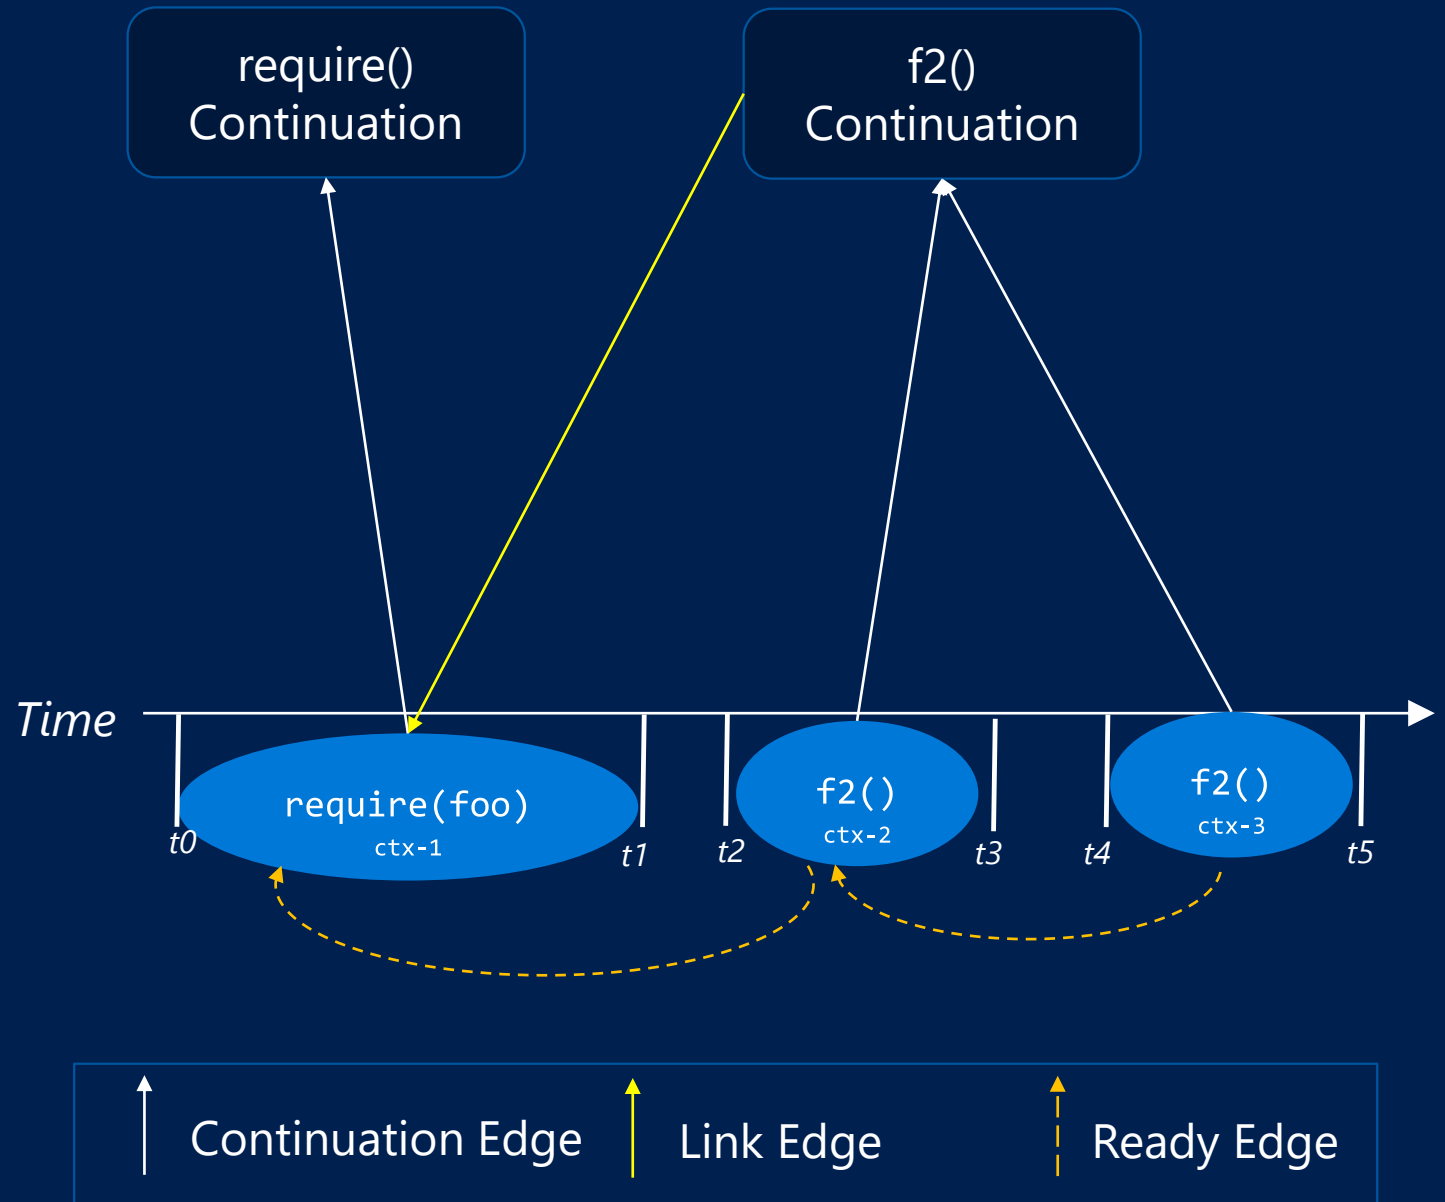 require()
Continuation
f2()
Continuation
Time
require(foo)
ctx-1
f2()
ctx-2
f2()
ctx-3
t0
t1
t2
t3
t4
t5
Continuation Edge
Link Edge
Ready Edge